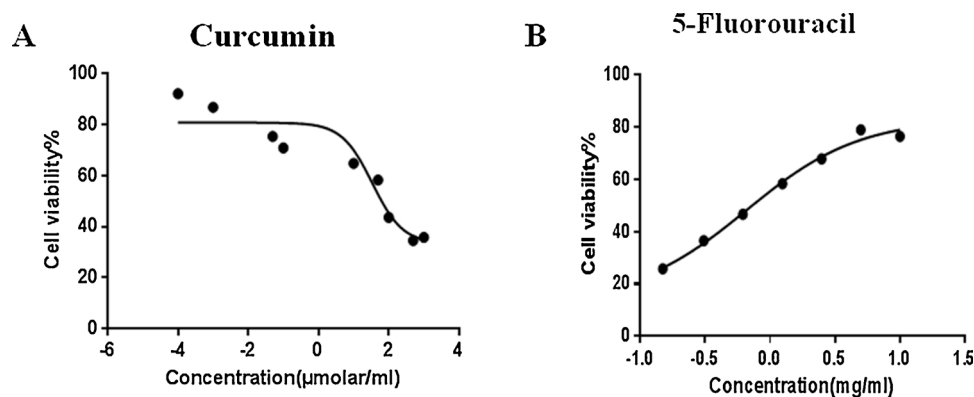 A
Curcumin
100
80
60
40
20
0
Cell viability%
-6 -4 -2 0 2 4
Concentration(µmolar/ml)
B
5-Fluorouracil
100
80
60
40
20
0
Cell viability%
-1.0 -0.5 0.0 0.5 1.0 1.5
Concentration(mg/ml)